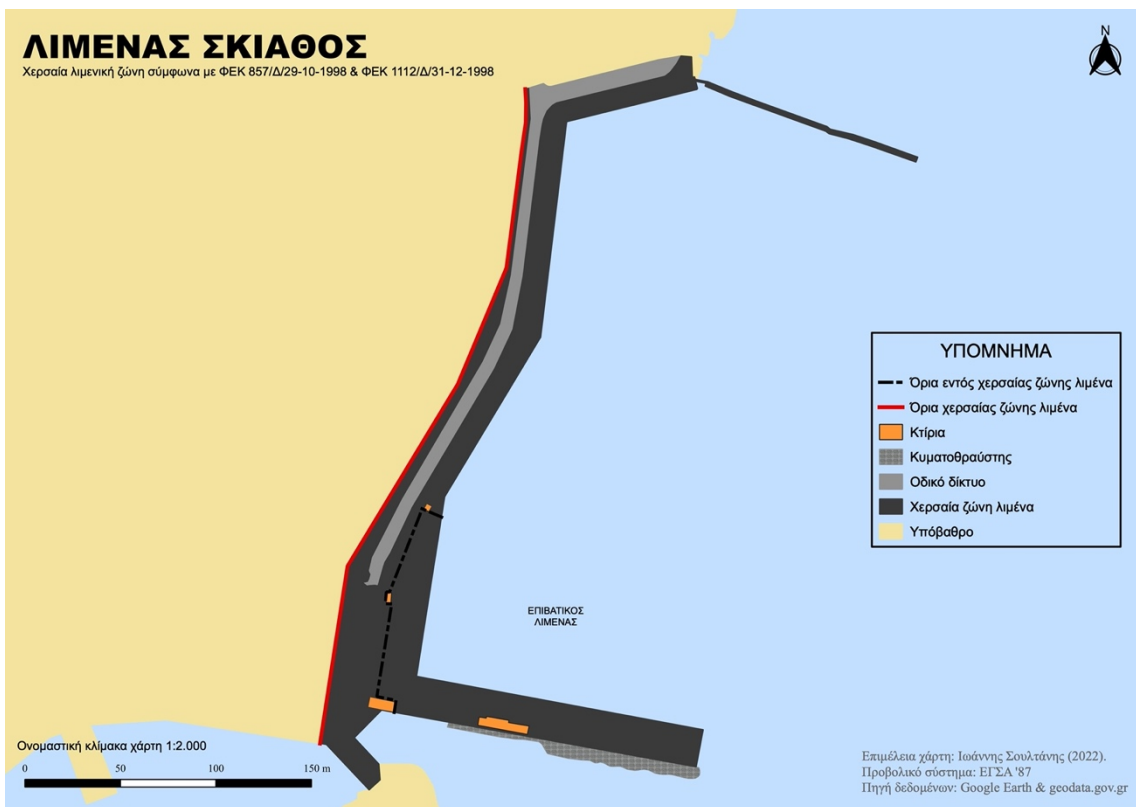 ΛΙΜΕΝΑΣ ΣΚΙΑΘΟΣ
Χερσαία λιμενική ζώνη σύμφωνα με ΦΕΚ 857/Δ/29-10-1998 & ΦΕΚ 1112/Δ/31-12-1998
N
ΥΠΟΜΝΗΜΑ
Όρια εντός χερσαίας ζώνης λιμένα
Όρια χερσαίας ζώνης λιμένα
Κτίρια
Κυματοθραύστης
Οδικό δίκτυο
Χερσαία ζώνη λιμένα
Υπόβαθρο
ΕΠΙΒΑΤΙΚΟΣ
ΛΙΜΕΝΑΣ
Ονομαστική κλίμακα χάρτη 1:2.000
0 50 100 150 m
Επιμέλεια χάρτη: Ιωάννης Σουλτάνης (2022).
Προβολικό σύστημα: ΕΓΣΑ '87
Πηγή δεδομένων: Google Earth & geodata.gov.gr